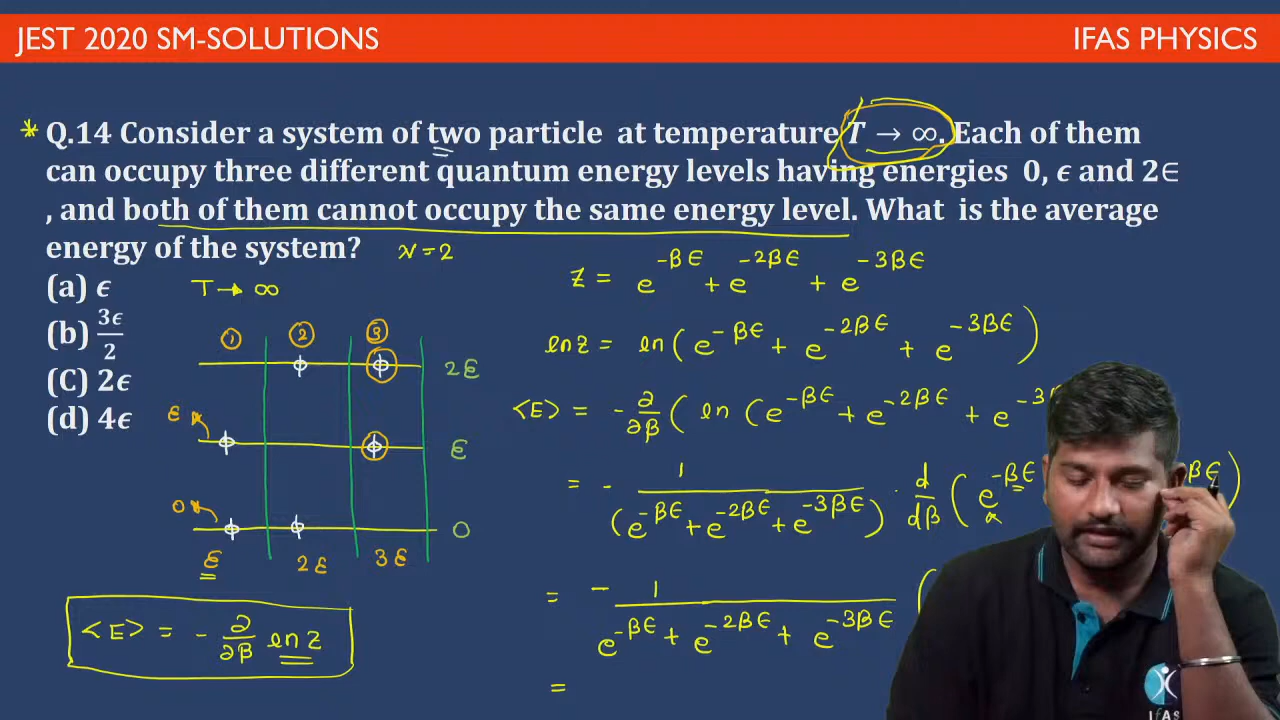 JEST 2020 SM-SOLUTIONS
IFAS PHYSICS
* Q.14 Consider a system of two particle at temperature T → ∞. Each of them
can occupy three different quantum energy levels having energies 0, ϵ and 2∈
, and both of them cannot occupy the same energy level. What is the average
energy of the system?
N=2
(a) ϵ
(b) 3ϵ/2
(C) 2ϵ
(d) 4ϵ
T → ∞
① ② ③
2ε
ε
ε
0
0
ε 2ε 3ε
<E> = - ∂/∂β ln z
z = e^{-βϵ} + e^{-2βϵ} + e^{-3βϵ}
ln z = ln ( e^{-βϵ} + e^{-2βϵ} + e^{-3βϵ} )
<E> = - ∂/∂β ( ln ( e^{-βϵ} + e^{-2βϵ} + e^{-3β
= - 1/( e^{-βϵ} + e^{-2βϵ} + e^{-3βϵ} ) · d/dβ ( e^{-βϵ} βϵ )
= - 1/( e^{-βϵ} + e^{-2βϵ} + e^{-3βϵ} ) (
=
IFAS